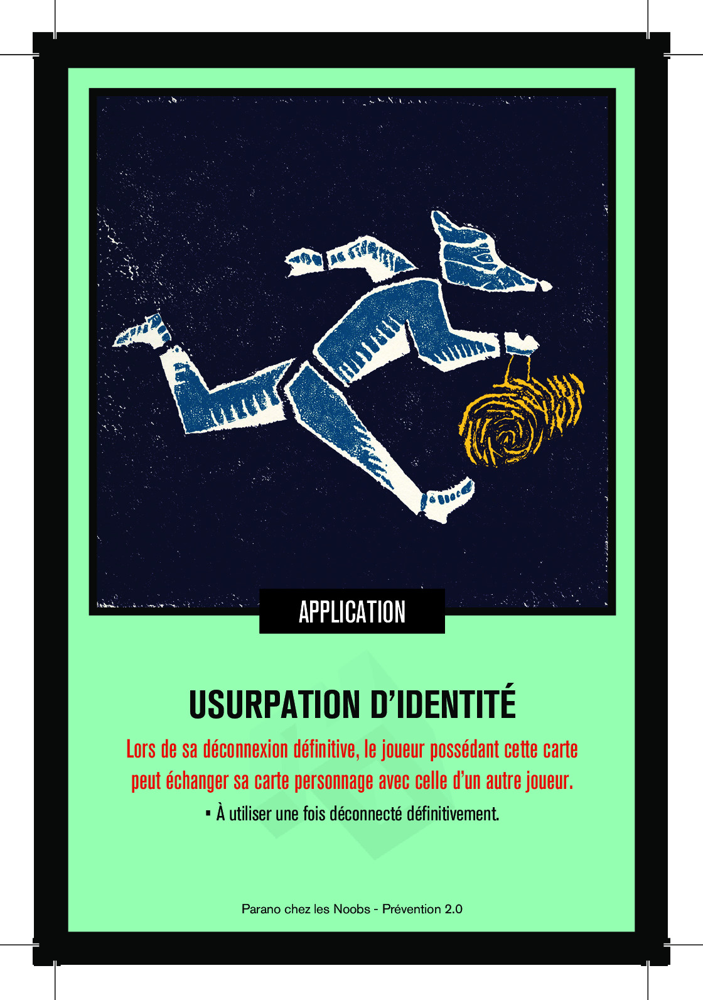 APPLICATION
USURPATION D’IDENTITÉ
Lors de sa déconnexion définitive, le joueur possédant cette carte
peut échanger sa carte personnage avec celle d’un autre joueur.
▪ À utiliser une fois déconnecté définitivement.
Parano chez les Noobs - Prévention 2.0